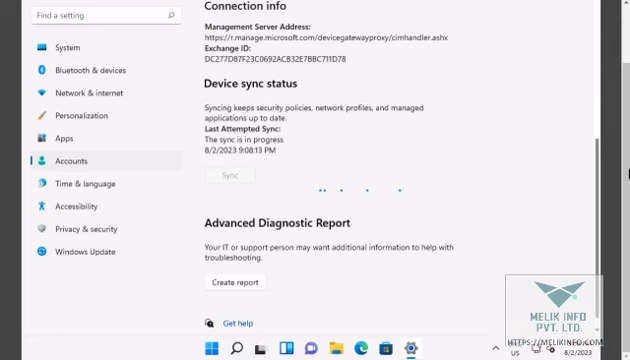 Connection info
Find a setting
Management Server Address:
https://r.manage.microsoft.com/devicegatewayproxy/cimhandler.ashx
Exchange ID:
DC277D87F23C0692ACB32E7BBC711D78
System
Bluetooth & devices
Network & internet
Personalization
Apps
Accounts
Time & language
Accessibility
Privacy & security
Windows Update
Device sync status
Syncing keeps security policies, network profiles, and managed
applications up to date.
Last Attempted Sync:
The sync is in progress
8/2/2023 9:08:13 PM
Sync
Advanced Diagnostic Report
Your IT or support person may want additional information to help with
troubleshooting.
Create report
Get help
MELIK INFO
PVT. LTD.
HTTPS://MELIKINFO.COM/
US
8/2/2023